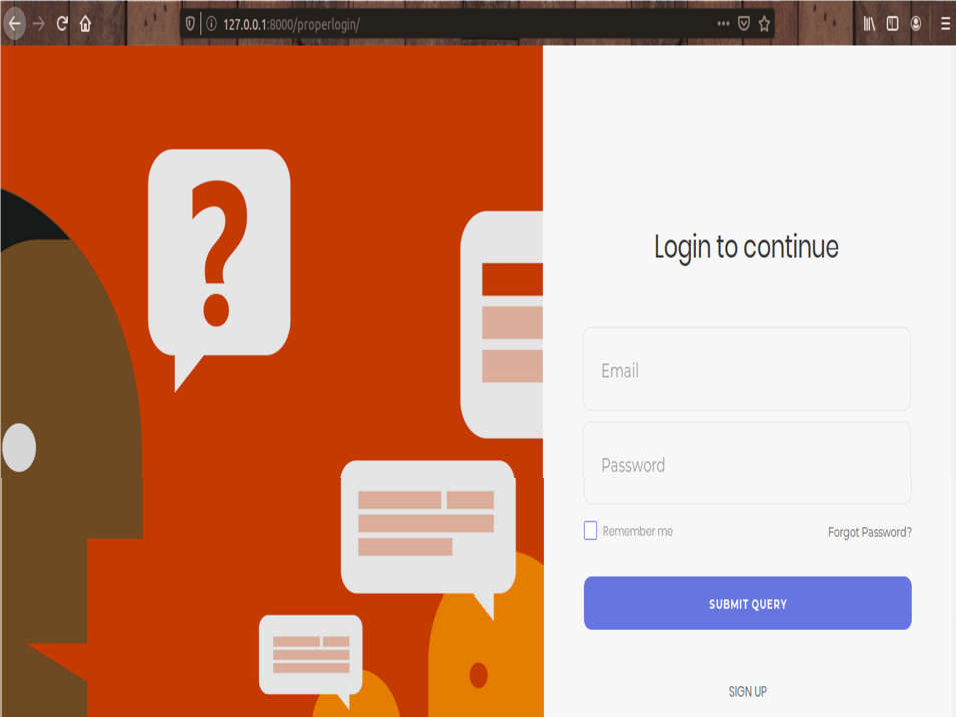 127.0.0.1:8000/properlogin/
?
Login to continue
Email
Password
Remember me
Forgot Password?
SUBMIT QUERY
SIGN UP